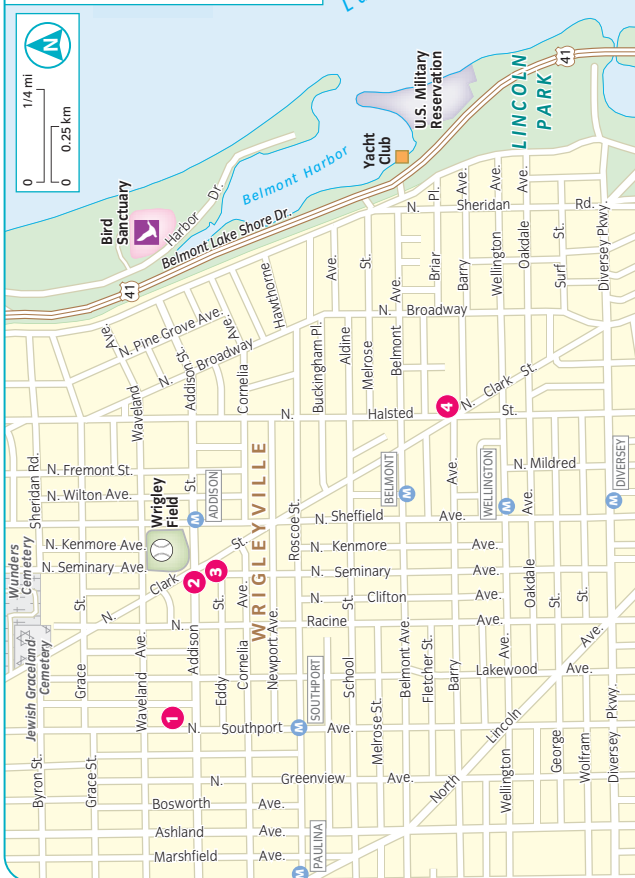 N
0 1/4 mi
0 0.25 km
LINCOLN
PARK
41
U.S. Military
Reservation
Yacht
Club
Belmont Harbor
Bird
Sanctuary
Harbor Dr.
Belmont Lake Shore Dr.
41
N. Sheridan Rd.
Pl.
Ave.
Ave.
Ave.
Briar
Barry
Wellington
Oakdale
Surf St.
Diversey Pkwy.
N. Pine Grove Ave.
N. Broadway
N. Broadway
Hawthorne
Ave.
Waveland
Ave.
Addison St.
Cornelia
Ave.
Buckingham Pl.
Ave.
Aldine
Melrose
St.
Belmont
Ave.
N. Halsted St.
N. Clark St.
4
Sheridan Rd.
N. Fremont St.
N. Wilton Ave.
N. Kenmore Ave.
N. Seminary Ave.
St.
M
ADDISON
Wrigley
Field
WRIGLEYVILLE
BELMONT
M
WELLINGTON
M
N. Mildred
Ave.
DIVERSEY
M
Ave.
Roscoe St.
N. Sheffield Ave.
N. Kenmore Ave.
N. Seminary Ave.
N. Clifton Ave.
N. Racine Ave.
Wunders
Cemetery
Jewish Graceland
Cemetery
N. Clark St.
2
3
1
Grace St.
Waveland Ave.
Addison
Eddy St.
Cornelia Ave.
Newport Ave.
School St.
Belmont Ave.
Fletcher St.
Barry
Lakewood Ave.
Oakdale
St.
St.
Ave.
N. Southport Ave.
M
SOUTHPORT
Melrose St.
North Lincoln Ave.
Wellington
George
Wolfram
Diversey Pkwy.
Byron St.
Grace St.
N. Greenview Ave.
Bosworth Ave.
Ashland Ave.
Marshfield Ave.
M
PAULINA